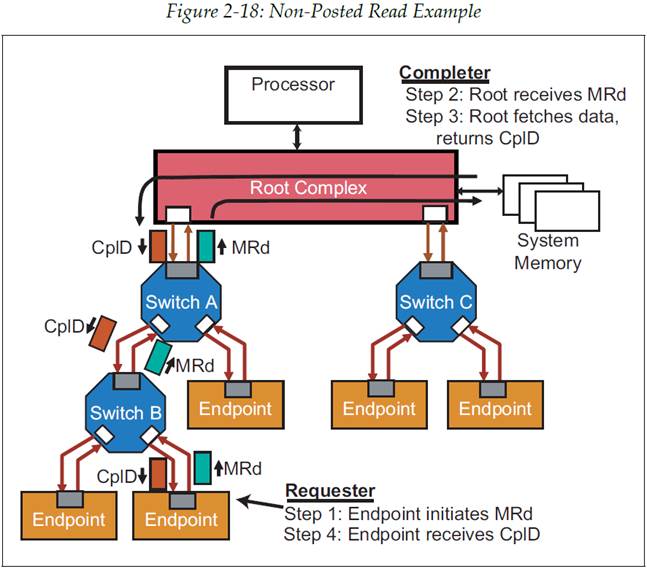 Figure 2-18: Non-Posted Read Example
Processor
Completer
Step 2: Root receives MRd
Step 3: Root fetches data,
returns CplD
Root Complex
System
Memory
CplD
MRd
Switch A
Switch C
CplD
MRd
Endpoint
Endpoint
Endpoint
Switch B
CplD
MRd
Endpoint
Endpoint
Requester
Step 1: Endpoint initiates MRd
Step 4: Endpoint receives CplD